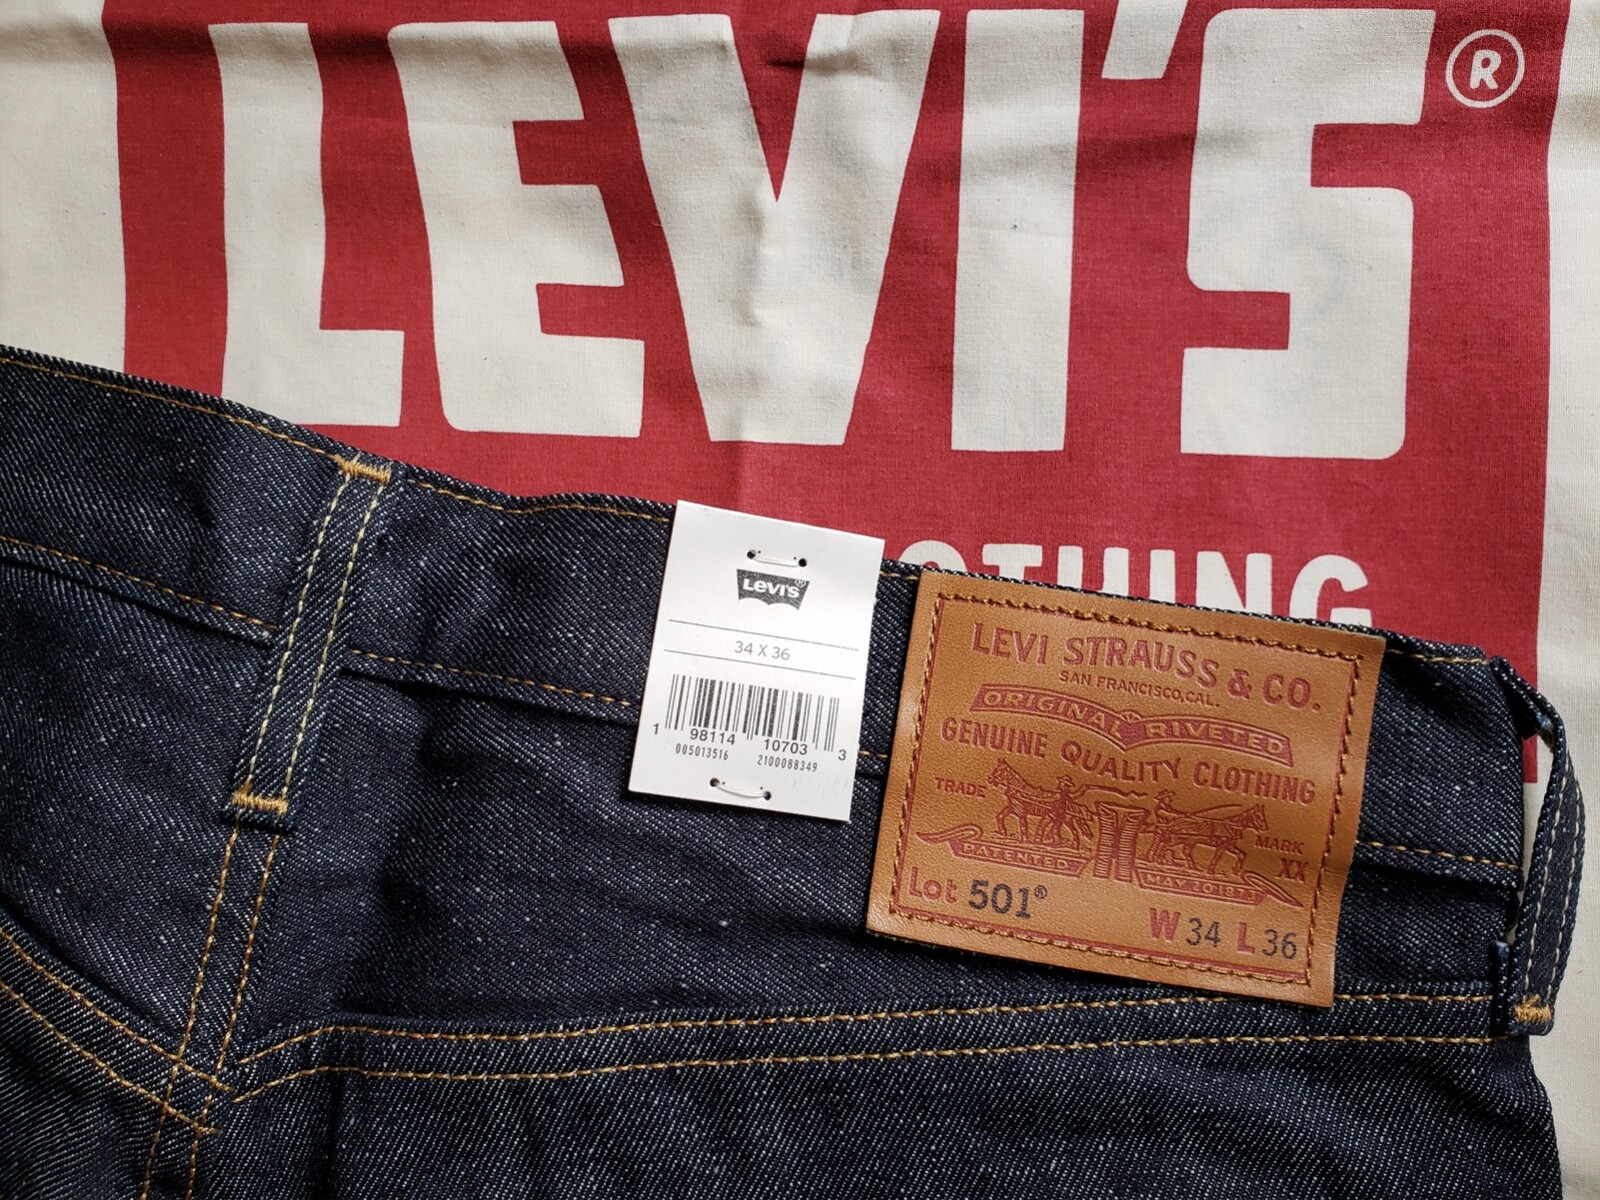 LEVI'S®
OTHING
Levi's
34 X 36
1 98114 10703 3
005013516 2100088349
LEVI STRAUSS & CO.
SAN FRANCISCO, CAL.
ORIGINAL RIVETED
GENUINE QUALITY CLOTHING
TRADE MARK
XX
PATENTED MAY 20 1873
Lot 501®
W 34 L 36